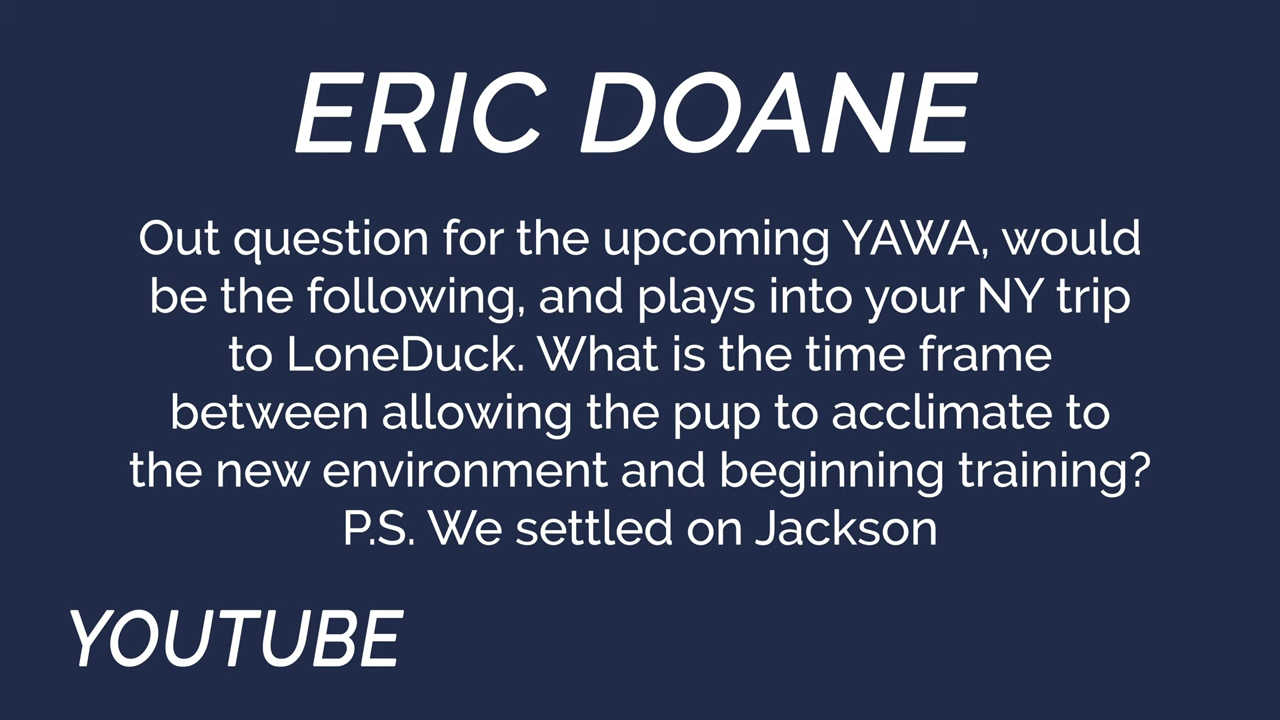 ERIC DOANE
Out question for the upcoming YAWA, would
be the following, and plays into your NY trip
to LoneDuck. What is the time frame
between allowing the pup to acclimate to
the new environment and beginning training?
P.S. We settled on Jackson
YOUTUBE